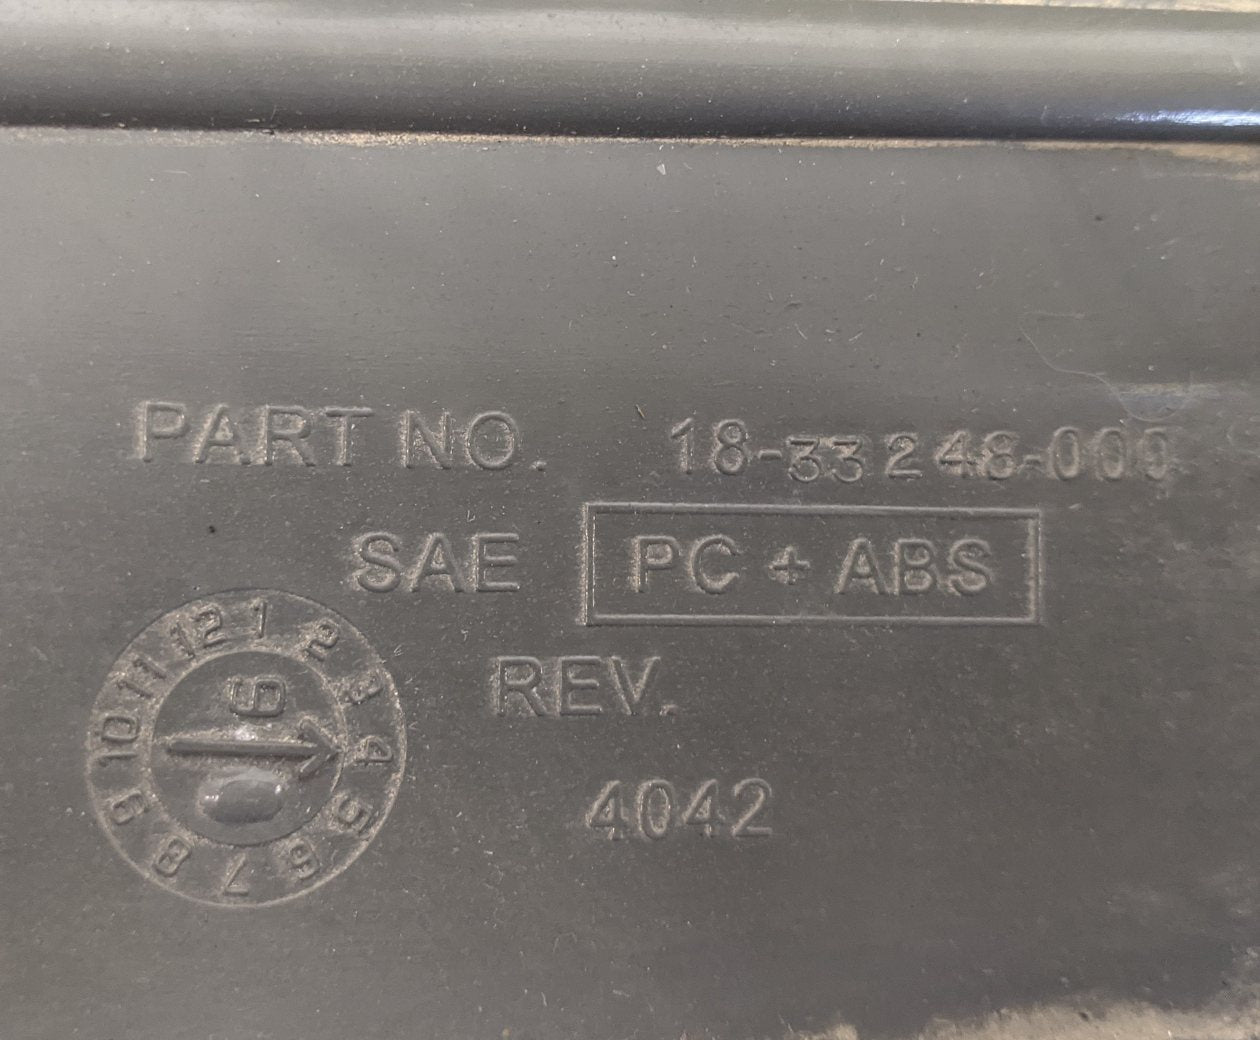 PART NO. 18-33248-000
SAE PC + ABS
REV.
4042
12 1 2 3 4 5 6 7 8 9 10 11